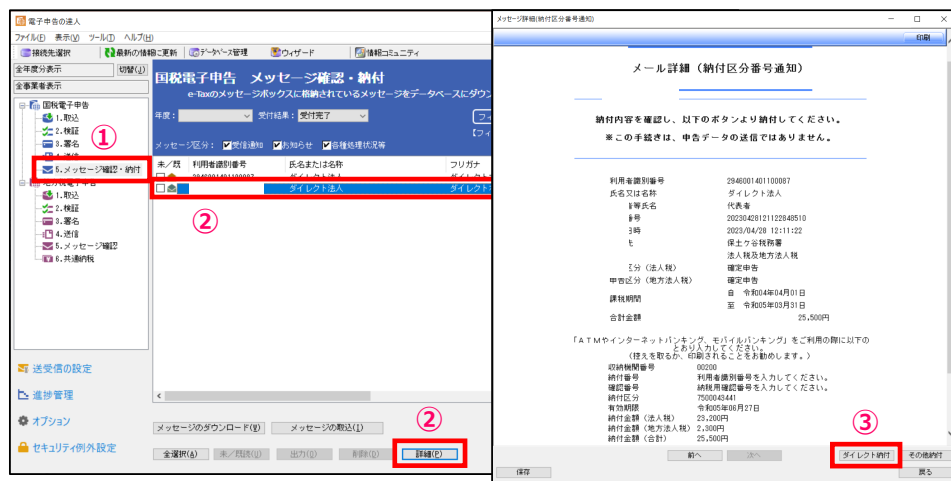 電子申告の達人
ファイル(F) 表示(V) ツール(T) ヘルプ(H)
接続先選択 最新の情報に更新 データベース管理 ウィザード 情報コミュニティ
全年度分表示 切替(J)
全事業者表示
国税電子申告
1.取込
2.検証
3.署名
5.メッセージ確認・納付
1.取込
2.検証
3.署名
4.送信
5.メッセージ確認
6.共通納税
①
送受信の設定
進捗管理
オプション
セキュリティ例外設定
国税電子申告 メッセージ確認・納付
e-Taxのメッセージボックスに格納されているメッセージをデータベースにダウン
年度: 受付結果: 受付完了 フィ
【フィ
メッセージ区分: 受信通知 お知らせ 各種処理状況等
未/既 利用者識別番号 氏名または名称 フリガナ
2946001401100087 ダイレクト法人 ダイレクト
ダイレクト法人 ダイレクト
②
②
メッセージのダウンロード(W) メッセージの取込(I)
全選択(A) 未/既読(U) 出力(O) 削除(D) 詳細(P)
メッセージ詳細(納付区分番号通知)
印刷
メール詳細（納付区分番号通知）
納付内容を確認し、以下のボタンより納付してください。
※この手続きは、申告データの送信ではありません。
利用者識別番号 2946001401100087
氏名又は名称 ダイレクト法人
等氏名 代表者
番号 20230428121122848510
日時 2023/04/28 12:11:22
先 保土ケ谷税務署
法人税及地方法人税
区分（法人税） 確定申告
申告区分（地方法人税） 確定申告
課税期間 自 令和04年04月01日
至 令和05年03月31日
合計金額 25,500円
「ＡＴＭやインターネットバンキング、モバイルバンキング」をご利用の際に以下の
とおり入力してください。
（控えを取るか、印刷されることをお勧めします。）
収納機関番号 00200
納付番号 利用者識別番号を入力してください。
確認番号 納税用確認番号を入力してください。
納付区分 7500043441
有効期限 令和05年06月27日
納付金額（法人税） 23,200円
納付金額（地方法人税） 2,300円
納付金額（合計） 25,500円
③
前へ 次へ ダイレクト納付 その他納付
保存 戻る